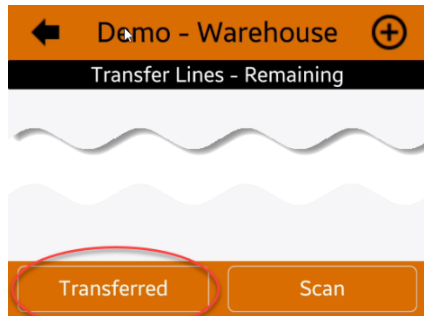 Demo - Warehouse
Transfer Lines - Remaining
Transferred
Scan